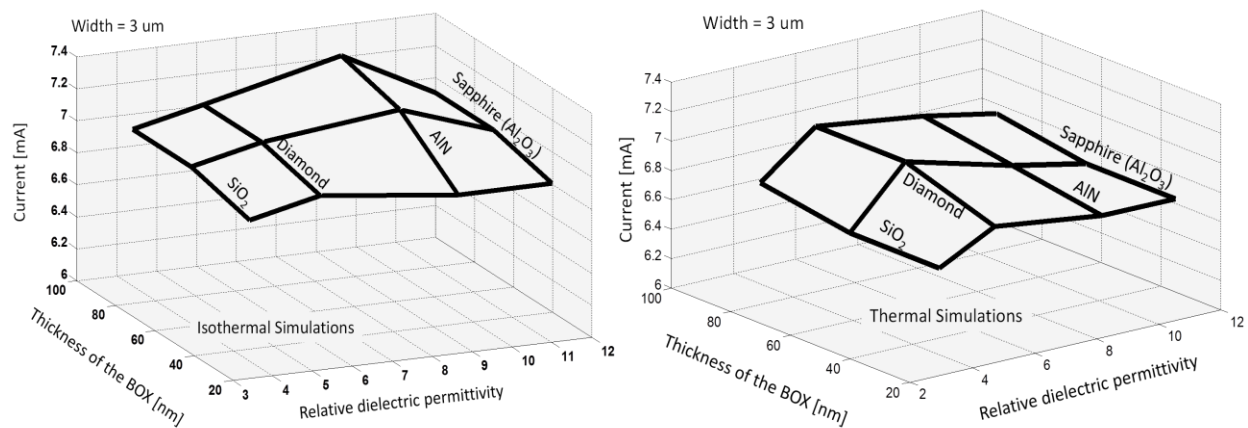 Width = 3 um
7.4
7.2
7
6.8
6.6
6.4
6.2
6
Current [mA]
100
80
60
40
20
Thickness of the BOX [nm]
3
4
5
6
7
8
9
10
11
12
Relative dielectric permittivity
SiO2
Diamond
AlN
Sapphire (Al2O3)
Isothermal Simulations
Width = 3 um
7.4
7.2
7
6.8
6.6
6.4
6.2
6
Current [mA]
100
80
60
40
20
Thickness of the BOX [nm]
2
4
6
8
10
12
Relative dielectric permittivity
SiO2
Diamond
AlN
Sapphire (Al2O3)
Thermal Simulations